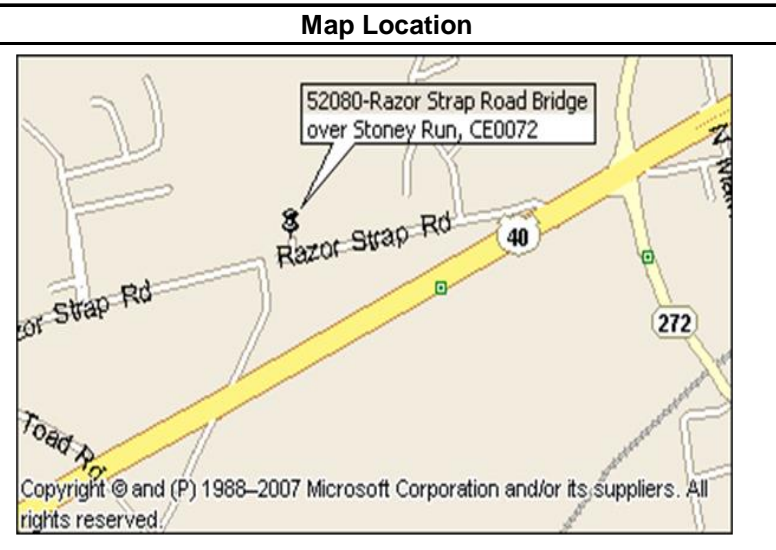 Map Location
52080-Razor Strap Road Bridge
over Stoney Run, CE0072
Razor Strap Rd
40
zor Strap Rd
272
Toad Rd
Copyright © and (P) 1988–2007 Microsoft Corporation and/or its suppliers. All
rights reserved.